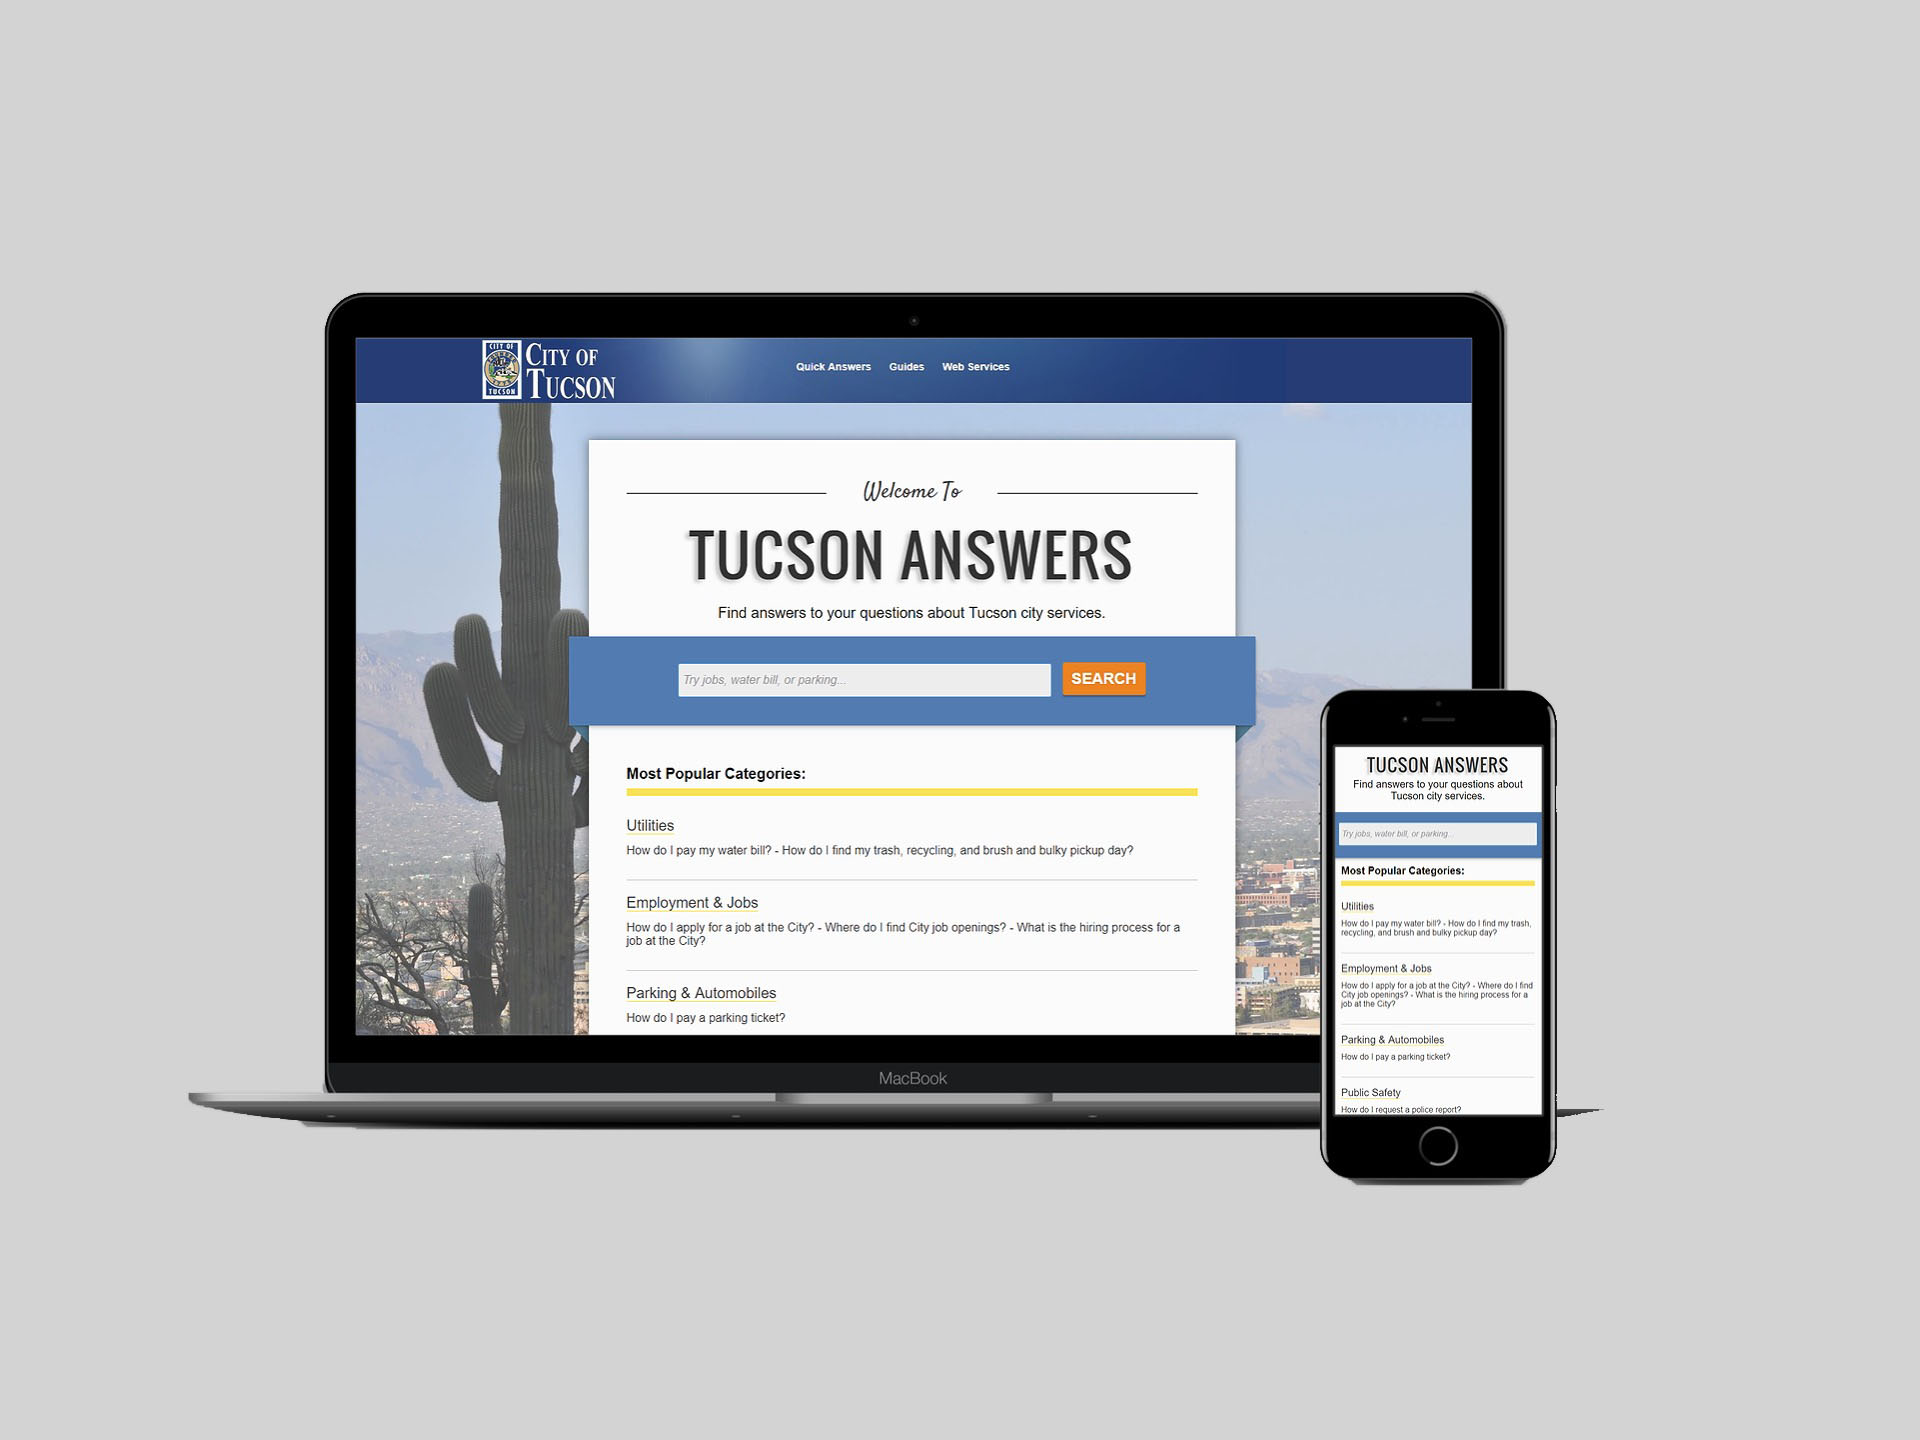 CITY OF
TUCSON
CITY OF
TUCSON
Quick Answers Guides Web Services
Welcome To
TUCSON ANSWERS
Find answers to your questions about Tucson city services.
Try jobs, water bill, or parking...
SEARCH
Most Popular Categories:
Utilities
How do I pay my water bill? - How do I find my trash, recycling, and brush and bulky pickup day?
Employment & Jobs
How do I apply for a job at the City? - Where do I find City job openings? - What is the hiring process for a
job at the City?
Parking & Automobiles
How do I pay a parking ticket?
MacBook
TUCSON ANSWERS
Find answers to your questions about
Tucson city services.
Try jobs, water bill, or parking...
Most Popular Categories:
Utilities
How do I pay my water bill? - How do I find my trash,
recycling, and brush and bulky pickup day?
Employment & Jobs
How do I apply for a job at the City? - Where do I find
City job openings? - What is the hiring process for a
job at the City?
Parking & Automobiles
How do I pay a parking ticket?
Public Safety
How do I request a police report?